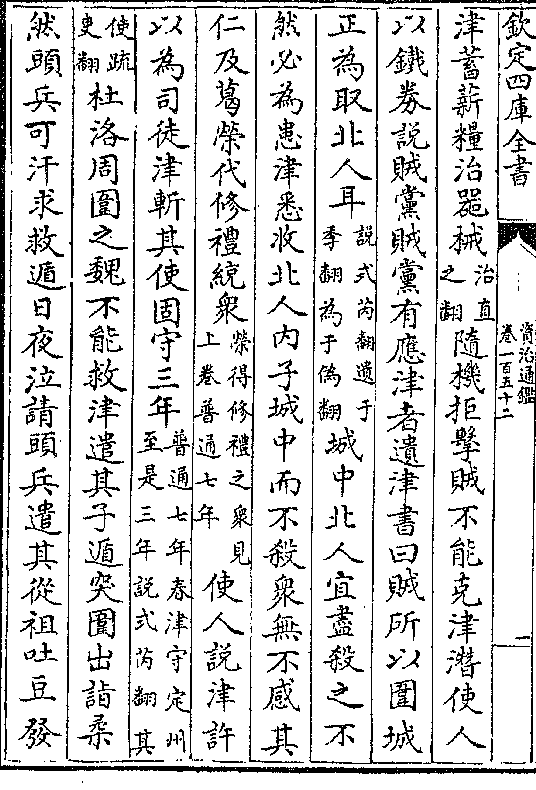 欽定四庫全書
資治通鑑
卷一百五十二
一
津蓄薪糧治器械治直之翻隨機拒擊賊不能克津潛使人
以鐵券說賊黨賊黨有應津者遺津書曰賊所以圍城
正為取北人耳說式芮翻遺于季翻為于偽翻城中北人宜盡殺之不
然必為患津悉收北人內子城中而不殺衆無不感其
仁及葛榮代修禮統衆榮得修禮之衆見上卷普通七年使人說津許
以為司徒津斬其使固守三年普通七年春津守定州至是三年說式芮翻其
使疏吏翻杜洛周圍之魏不能救津遣其子遁突圍出詣柔
然頭兵可汗求救遁日夜泣請頭兵遣其從祖吐豆發